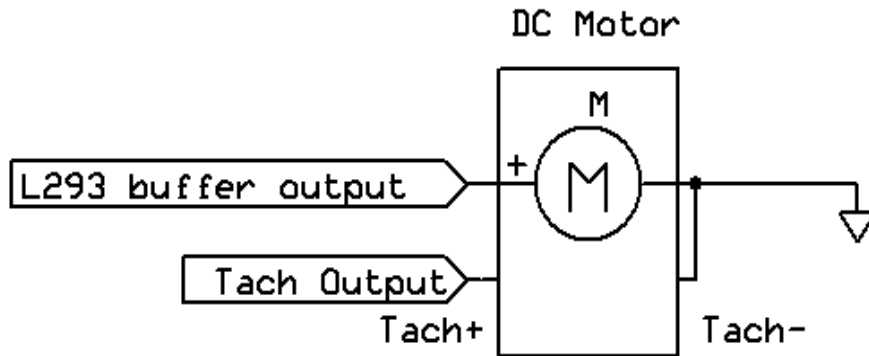 DC Motor
M
+
M
L293 buffer output
Tach Output
Tach+
Tach-